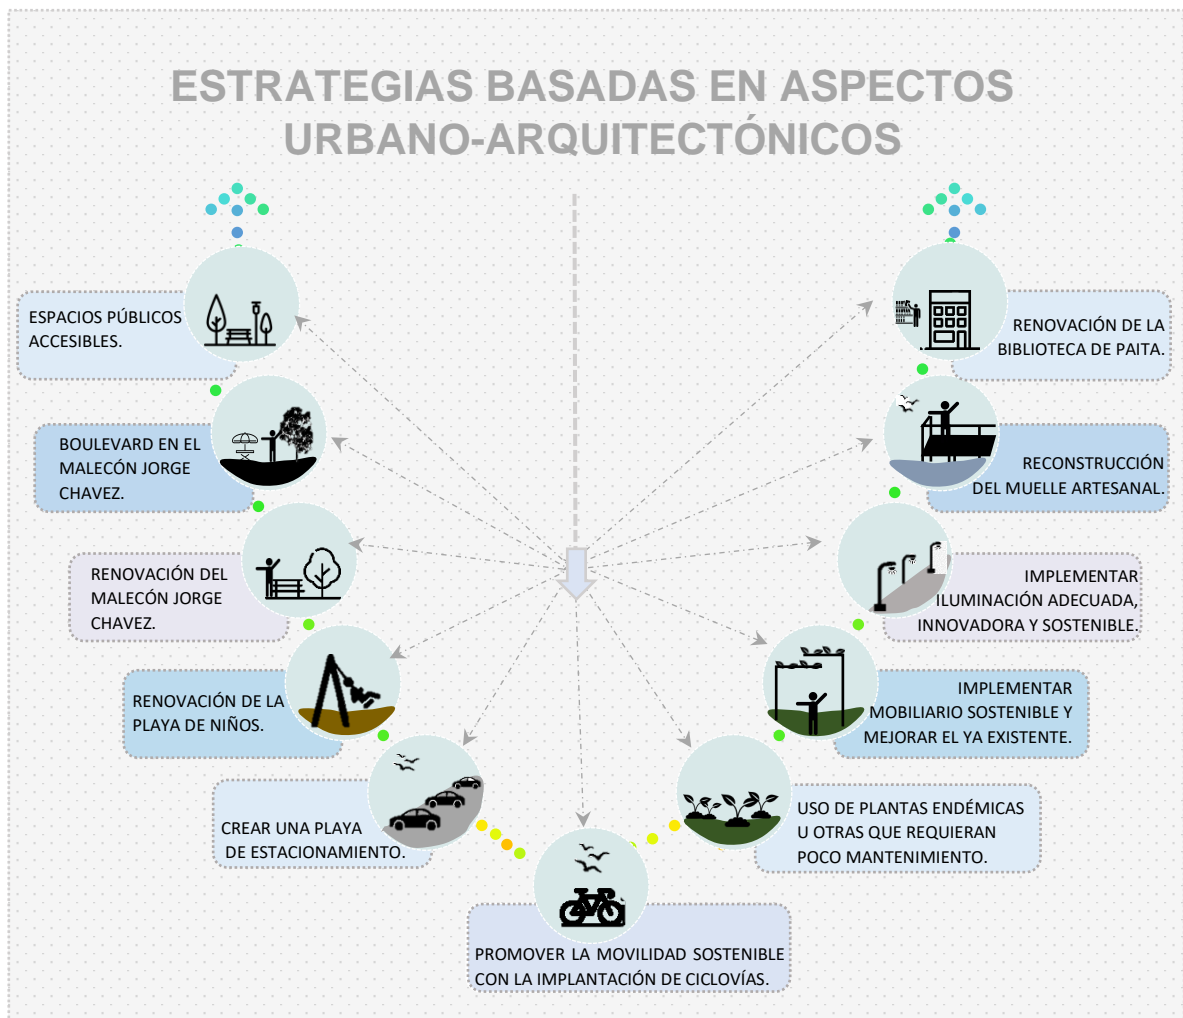 ESTRATEGIAS BASADAS EN ASPECTOS
URBANO-ARQUITECTÓNICOS
ESPACIOS PÚBLICOS
ACCESIBLES.
BOULEVARD EN EL
MALECÓN JORGE
CHAVEZ.
RENOVACIÓN DEL
MALECÓN JORGE
CHAVEZ.
RENOVACIÓN DE LA
PLAYA DE NIÑOS.
CREAR UNA PLAYA
DE ESTACIONAMIENTO.
PROMOVER LA MOVILIDAD SOSTENIBLE
CON LA IMPLANTACIÓN DE CICLOVÍAS.
USO DE PLANTAS ENDÉMICAS
U OTRAS QUE REQUIERAN
POCO MANTENIMIENTO.
IMPLEMENTAR
MOBILIARIO SOSTENIBLE Y
MEJORAR EL YA EXISTENTE.
IMPLEMENTAR
ILUMINACIÓN ADECUADA,
INNOVADORA Y SOSTENIBLE.
RECONSTRUCCIÓN
DEL MUELLE ARTESANAL.
RENOVACIÓN DE LA
BIBLIOTECA DE PAITA.